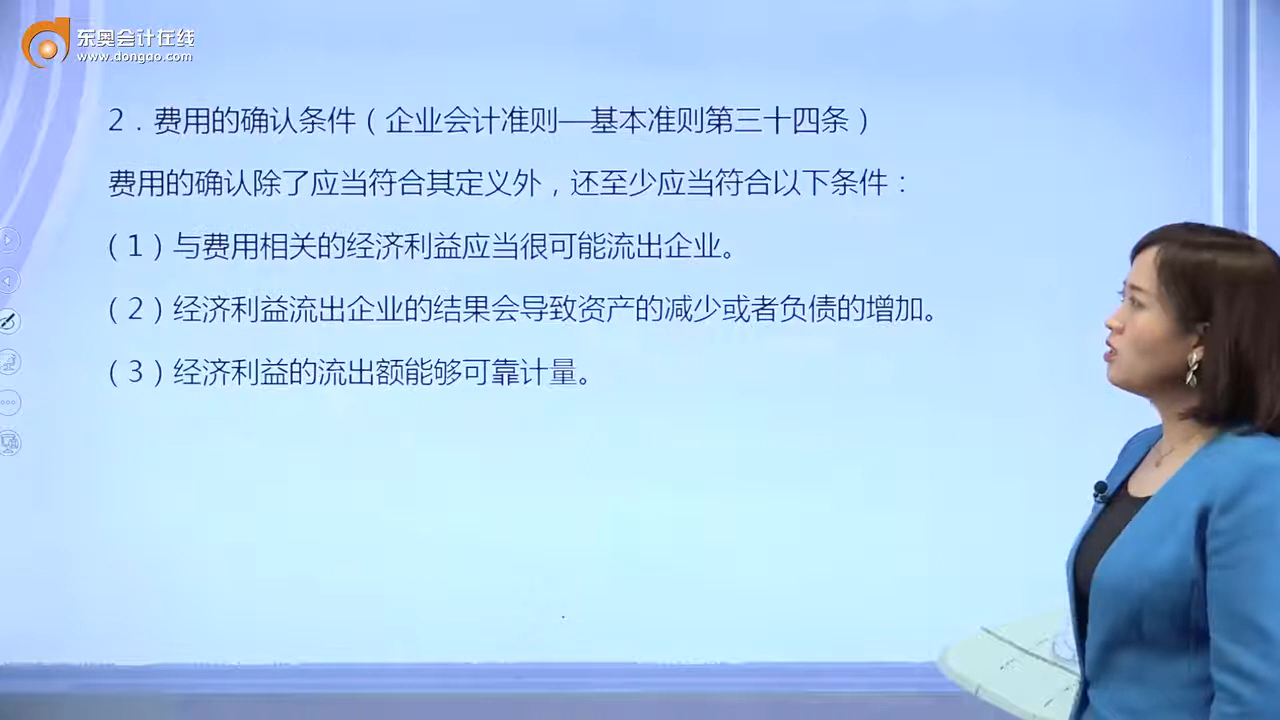 东奥会计在线
www.dongao.com
2．费用的确认条件（企业会计准则—基本准则第三十四条）
费用的确认除了应当符合其定义外，还至少应当符合以下条件：
（1）与费用相关的经济利益应当很可能流出企业。
（2）经济利益流出企业的结果会导致资产的减少或者负债的增加。
（3）经济利益的流出额能够可靠计量。